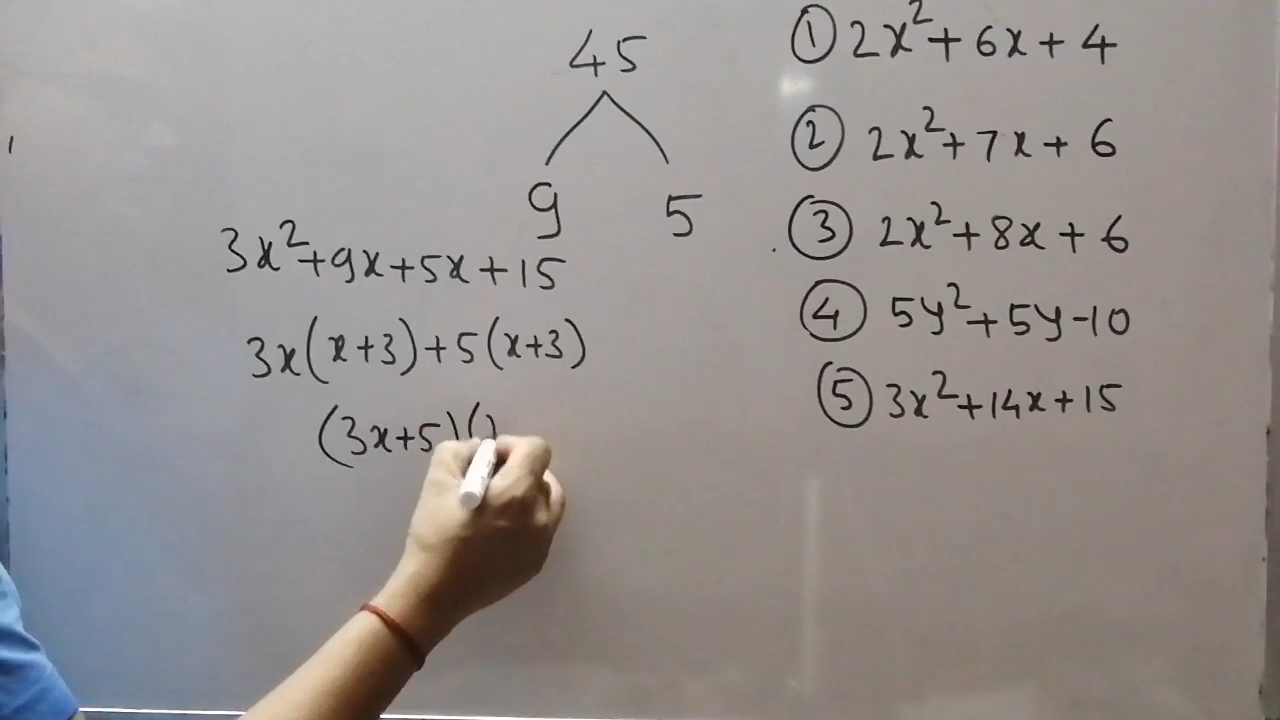 45
9 5
3x²+9x+5x+15
3x(x+3)+5(x+3)
(3x+5)(
① 2x²+6x+4
② 2x²+7x+6
③ 2x²+8x+6
④ 5y²+5y-10
⑤ 3x²+14x+15